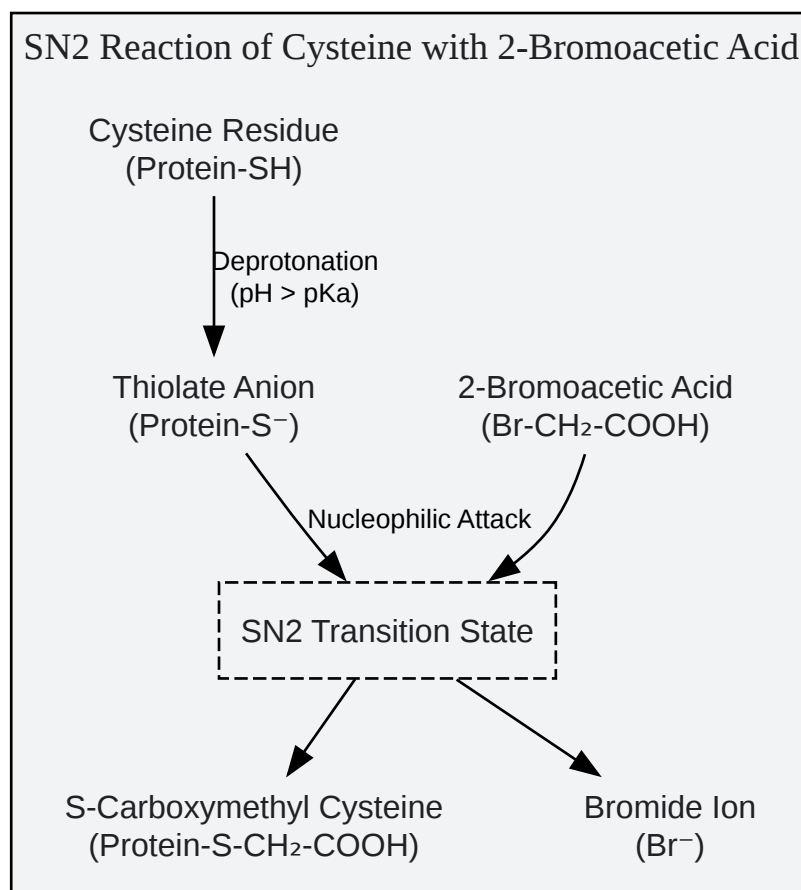 SN2 Reaction of Cysteine with 2-Bromoacetic Acid
Cysteine Residue
(Protein-SH)
Deprotonation
(pH > pKa)
Thiolate Anion
(Protein-S⁻)
2-Bromoacetic Acid
(Br-CH₂-COOH)
Nucleophilic Attack
SN2 Transition State
S-Carboxymethyl Cysteine
(Protein-S-CH₂-COOH)
Bromide Ion
(Br⁻)